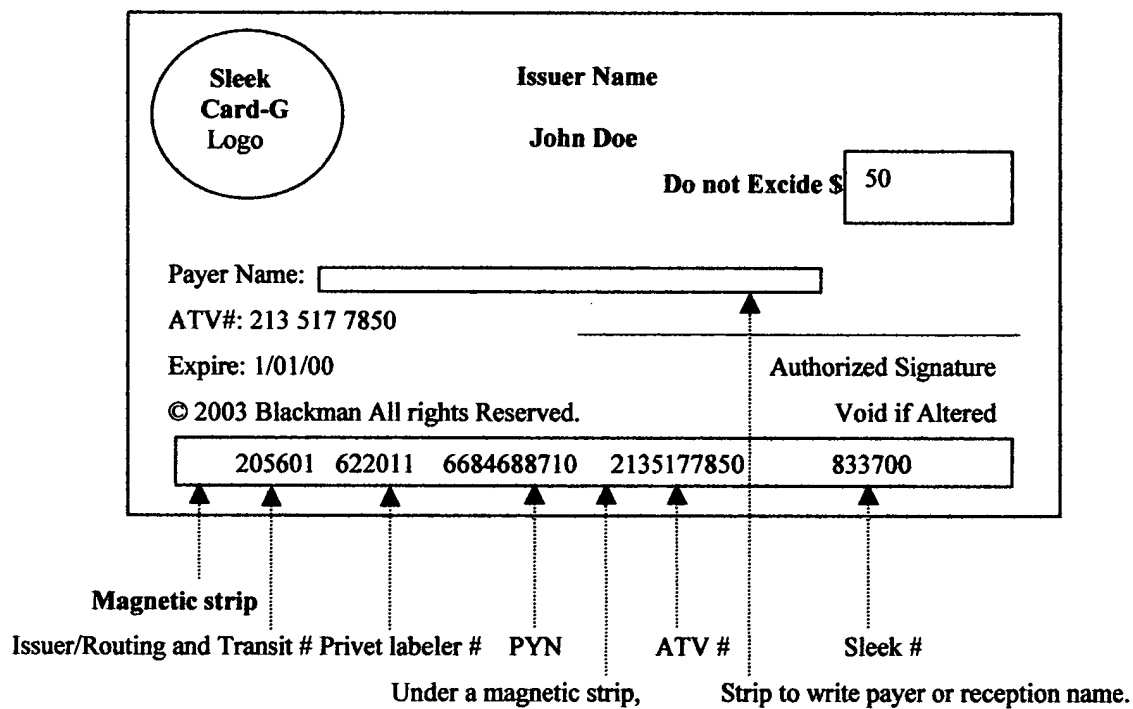 Sleek
Card-G
Logo
Issuer Name
John Doe
Do not Excide $ 50
Payer Name:
ATV#: 213 517 7850
Expire: 1/01/00
Authorized Signature
© 2003 Blackman All rights Reserved.
Void if Altered
205601 622011 6684688710 2135177850 833700
Magnetic strip
Issuer/Routing and Transit # Privet labeler # PYN ATV # Sleek #
Under a magnetic strip, Strip to write payer or reception name.